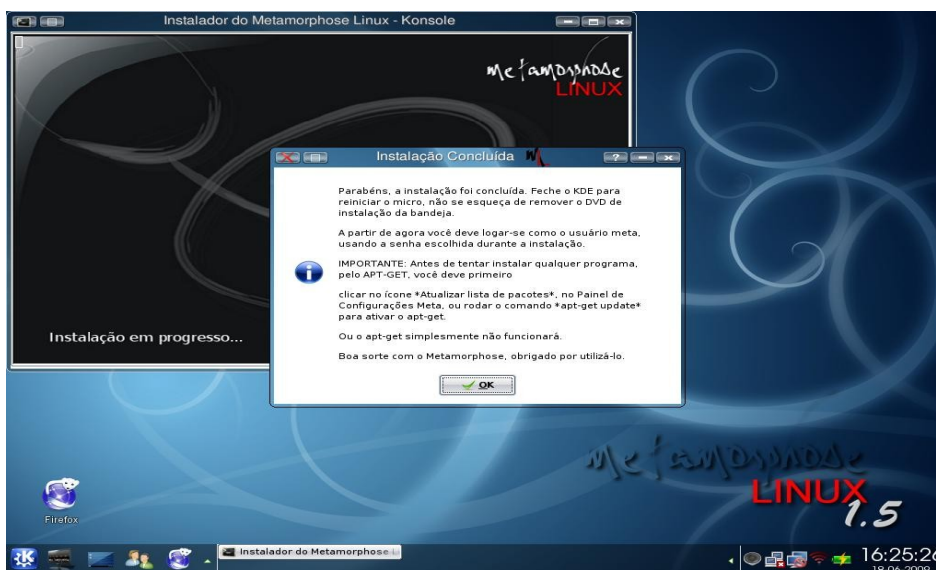 Instalador do Metamorphose Linux - Konsole
metamorphose
LINUX
Instalação Concluída
Parabéns, a instalação foi concluída. Feche o KDE para
reiniciar o micro, não se esqueça de remover o DVD de
instalação da bandeja.
A partir de agora você deve logar-se como o usuário meta,
usando a senha escolhida durante a instalação.
IMPORTANTE: Antes de tentar instalar qualquer programa,
pelo APT-GET, você deve primeiro
clicar no ícone *Atualizar lista de pacotes*, no Painel de
Configurações Meta, ou rodar o comando *apt-get update*
para ativar o apt-get.
Ou o apt-get simplesmente não funcionará.
Boa sorte com o Metamorphose, obrigado por utilizá-lo.
OK
Instalação em progresso...
metamorphose
LINUX
1.5
Firefox
Instalador do Metamorphose
16:25:26